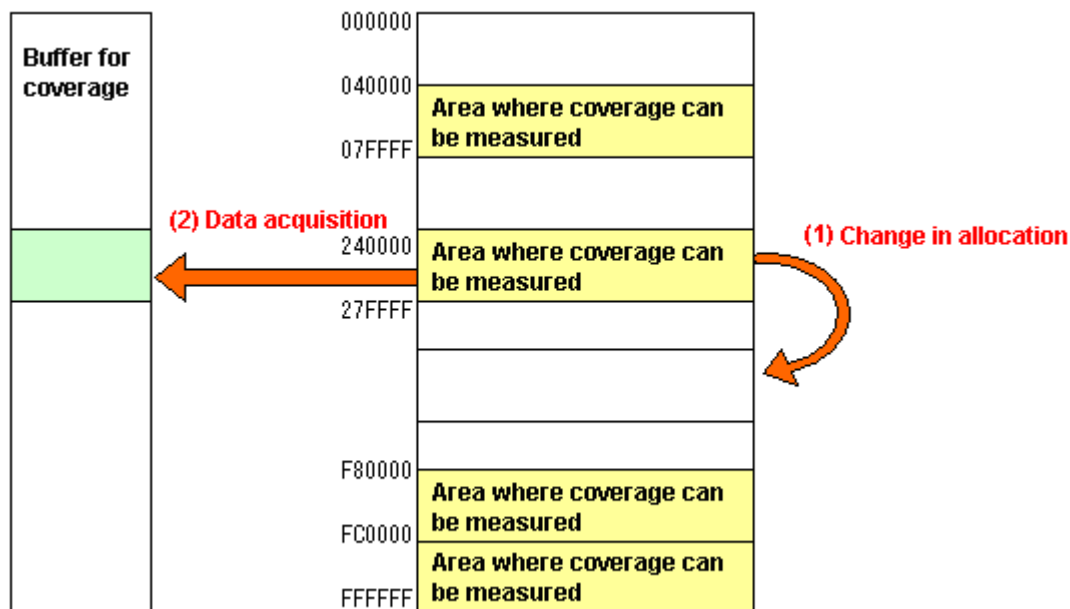 Buffer for
coverage
000000
040000
Area where coverage can
be measured
07FFFF
(2) Data acquisition
240000
Area where coverage can
be measured
(1) Change in allocation
27FFFF
F80000
Area where coverage can
be measured
FC0000
Area where coverage can
be measured
FFFFFF